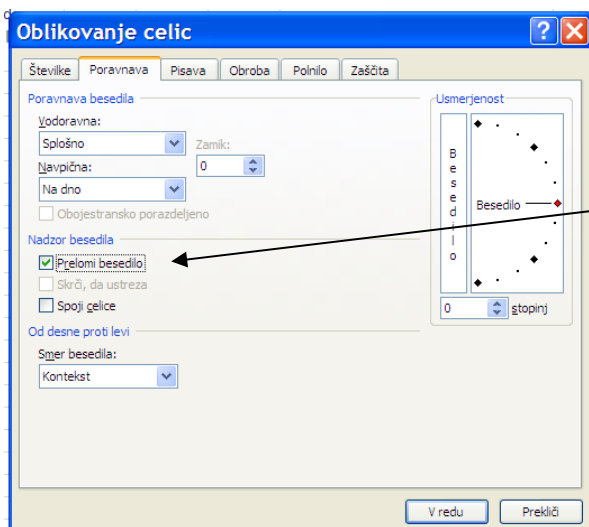 Oblikovanje celic
Številke Poravnava Pisava Obroba Polnilo Zaščita
Poravnava besedila
Vodoravna:
Splošno
Zamik:
Navpična:
0
Na dno
Obojestransko porazdeljeno
Nadzor besedila
Prelomi besedilo
Skrči, da ustreza
Spoji celice
Od desne proti levi
Smer besedila:
Kontekst
Usmerjenost
Besedilo
Besedilo
0 stopinj
V redu Prekliči